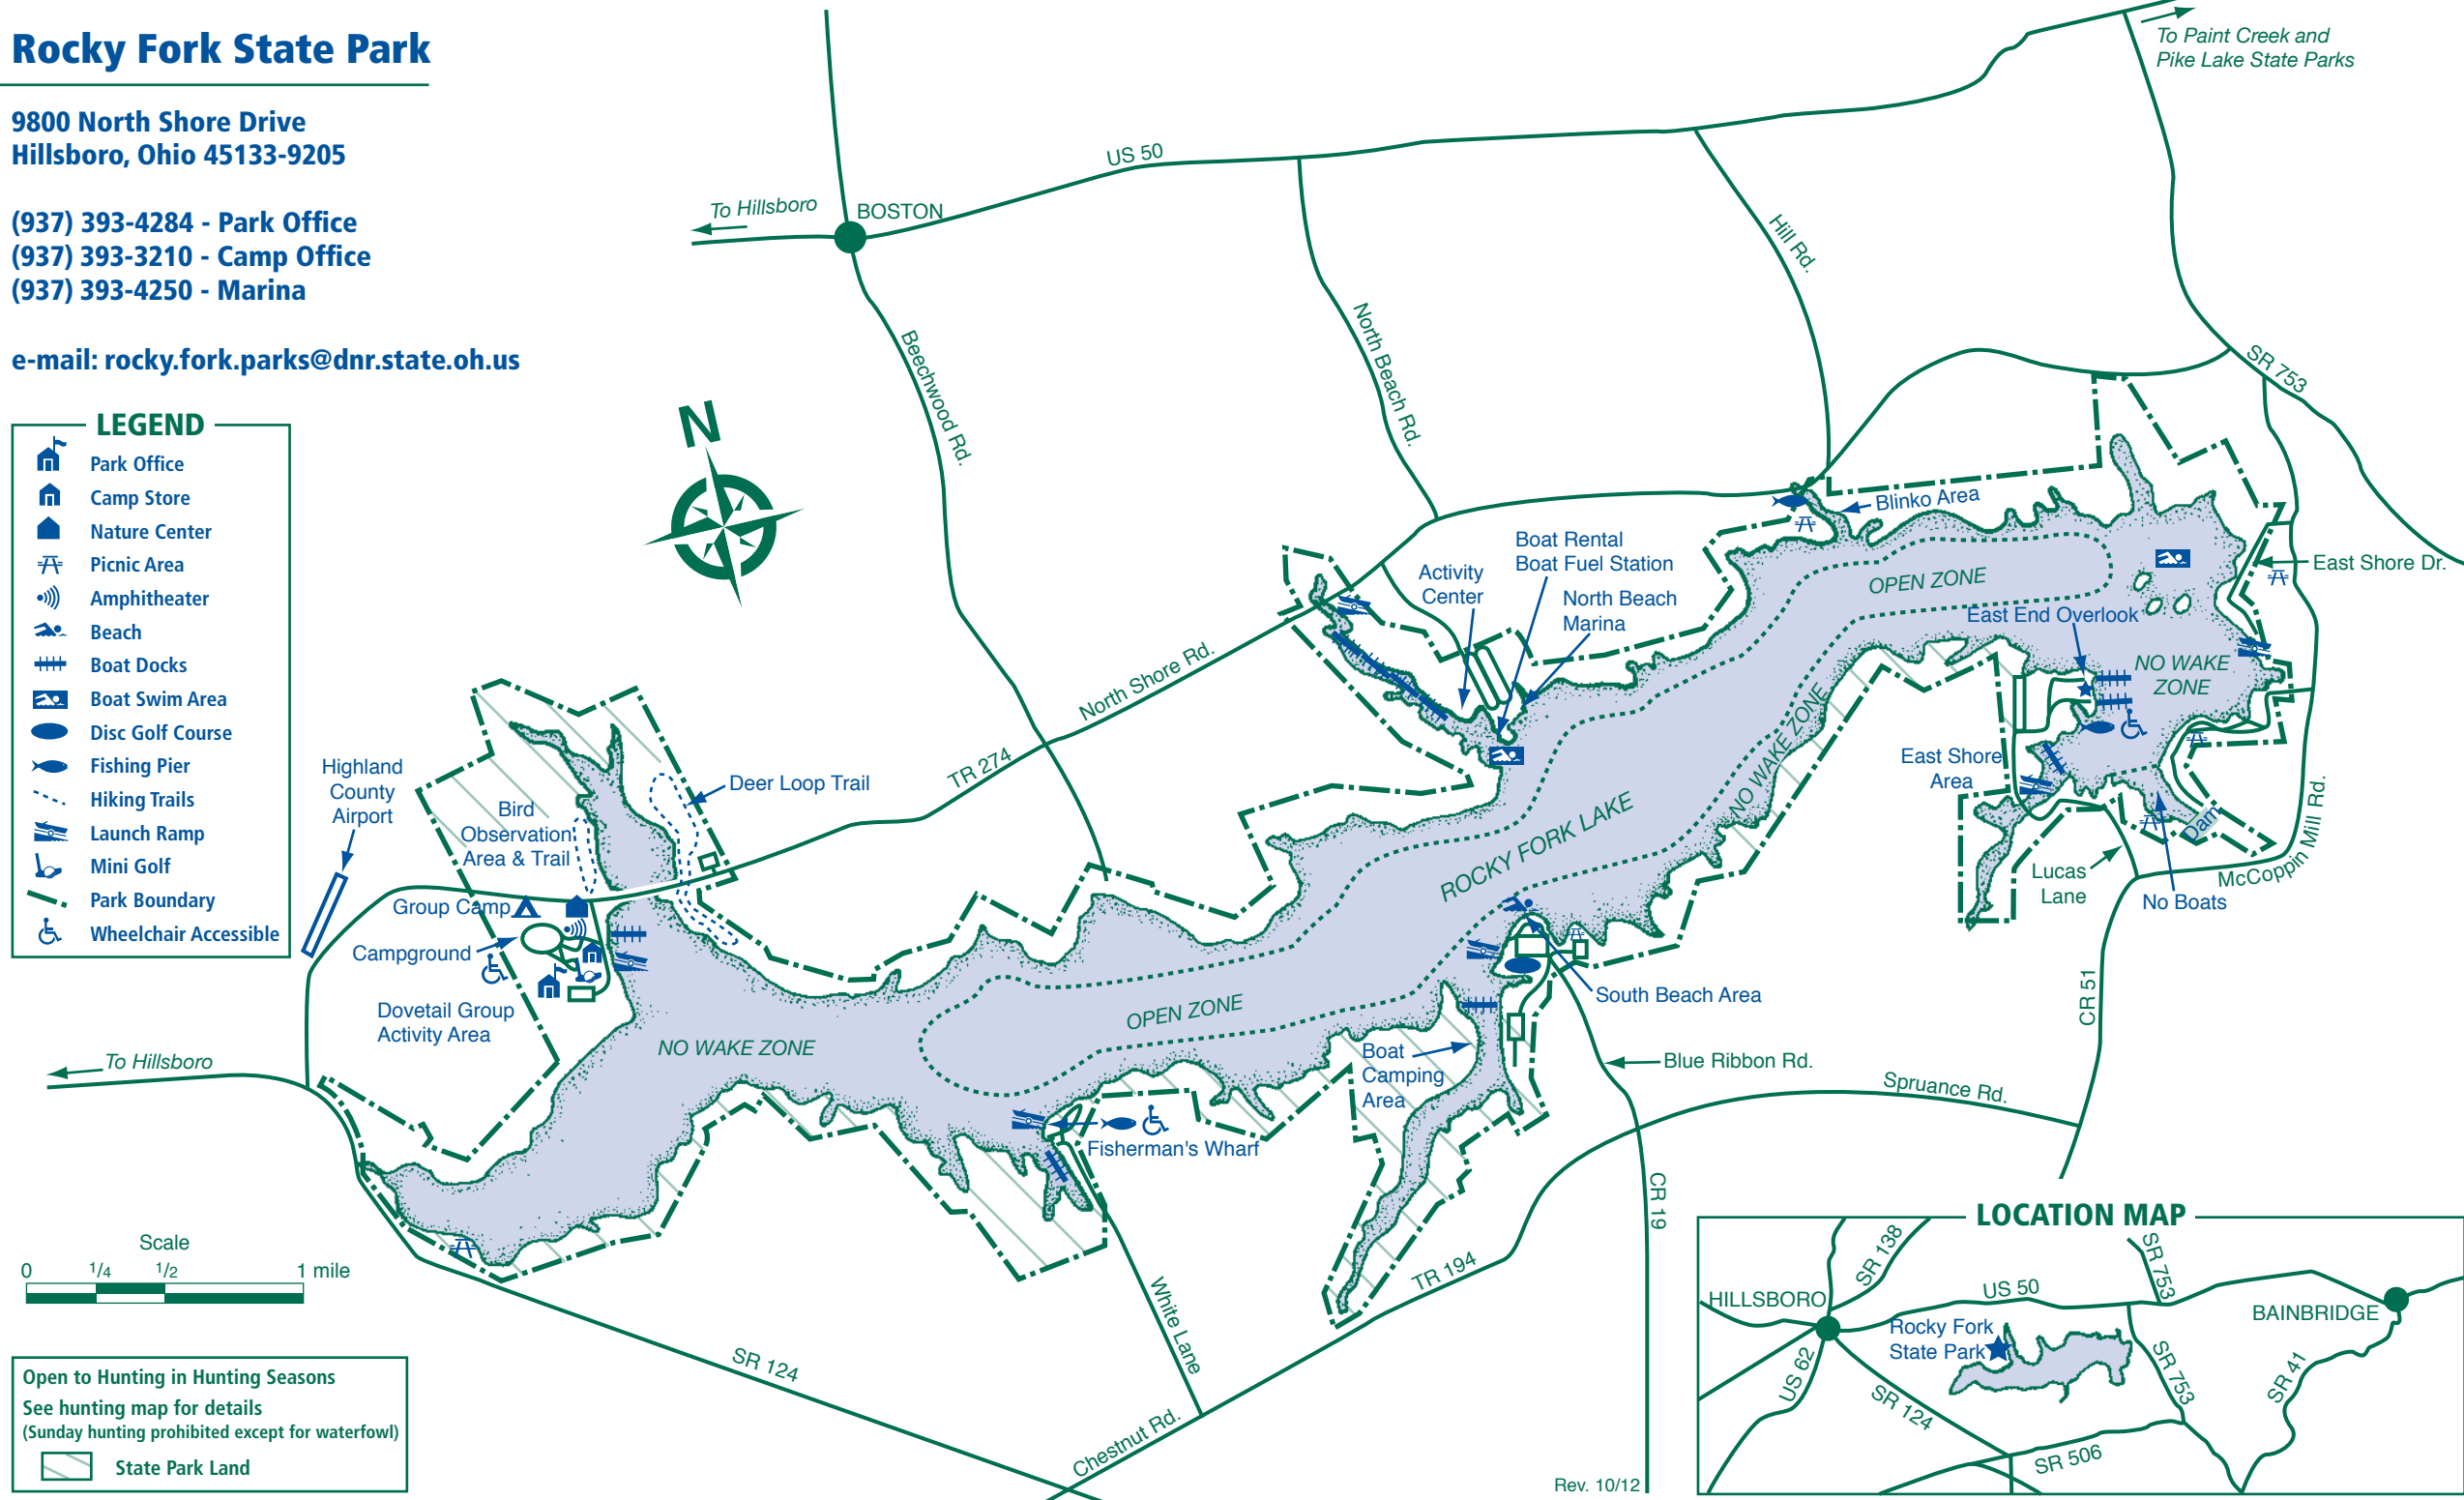 Rocky Fork State Park
9800 North Shore Drive
Hillsboro, Ohio 45133-9205
(937) 393-4284 - Park Office
(937) 393-3210 - Camp Office
(937) 393-4250 - Marina
e-mail: rocky.fork.parks@dnr.state.oh.us
LEGEND
Park Office
Camp Store
Nature Center
Picnic Area
Amphitheater
Beach
Boat Docks
Boat Swim Area
Disc Golf Course
Fishing Pier
Hiking Trails
Launch Ramp
Mini Golf
Park Boundary
Wheelchair Accessible
N
To Paint Creek and
Pike Lake State Parks
US 50
To Hillsboro
BOSTON
Hill Rd.
North Beach Rd.
Beechwood Rd.
SR 753
Blinko Area
Boat Rental
Boat Fuel Station
Activity
Center
North Beach
Marina
OPEN ZONE
East Shore Dr.
East End Overlook
NO WAKE
ZONE
North Shore Rd.
NO WAKE ZONE
East Shore
Area
TR 274
Deer Loop Trail
Highland
County
Airport
Bird
Observation
Area & Trail
ROCKY FORK LAKE
Dam
McCoppin Mill Rd.
Lucas
Lane
No Boats
Group Camp
Campground
Dovetail Group
Activity Area
South Beach Area
CR 51
OPEN ZONE
NO WAKE ZONE
Boat
Camping
Area
Blue Ribbon Rd.
Spruance Rd.
To Hillsboro
Fisherman's Wharf
CR 19
TR 194
White Lane
SR 124
Chestnut Rd.
Scale
0 1/4 1/2 1 mile
Open to Hunting in Hunting Seasons
See hunting map for details
(Sunday hunting prohibited except for waterfowl)
State Park Land
Rev. 10/12
LOCATION MAP
SR 138
SR 753
US 50
HILLSBORO
BAINBRIDGE
Rocky Fork
State Park
US 62
SR 124
SR 753
SR 41
SR 506